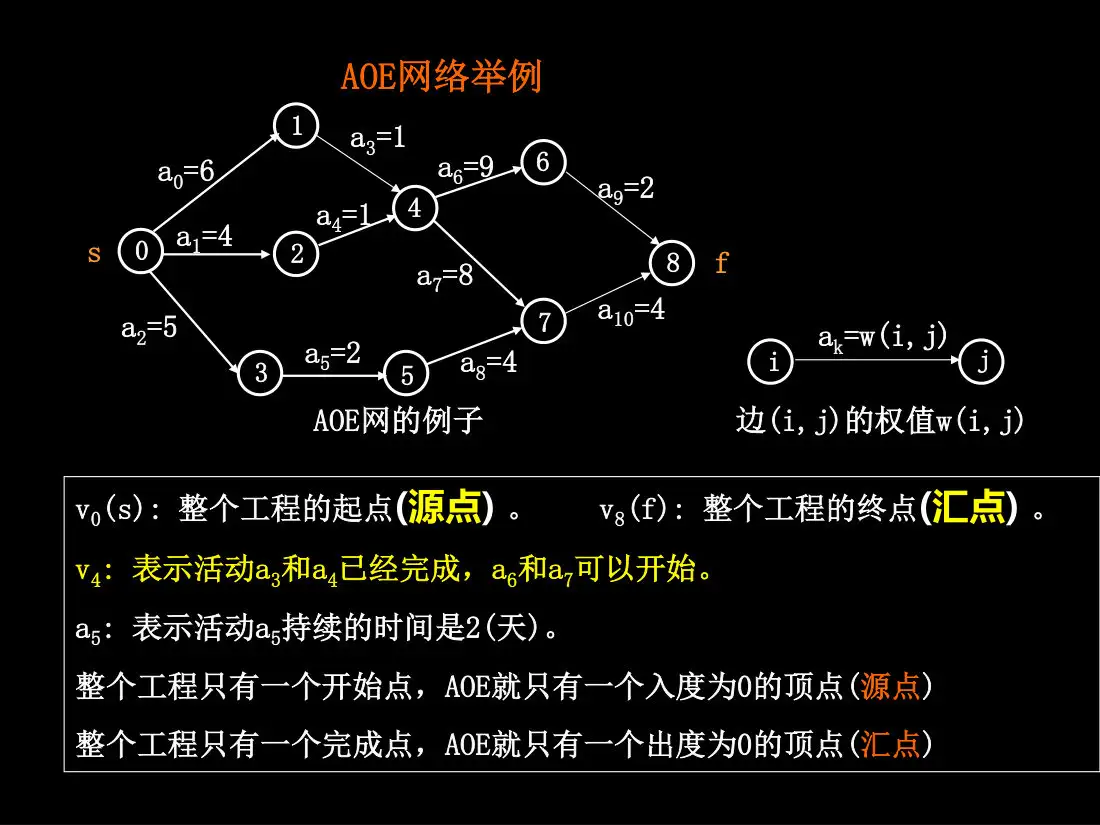 AOE网络举例
1
a3=1
a0=6
a6=9
6
a9=2
a4=1
4
s
0
a1=4
2
a7=8
8
f
a2=5
7
a10=4
a5=2
a8=4
3
5
ak=w(i,j)
i
j
AOE网的例子
边(i,j)的权值w(i,j)
v0(s): 整个工程的起点(源点) 。 v8(f): 整个工程的终点(汇点) 。
v4: 表示活动a3和a4已经完成，a6和a7可以开始。
a5: 表示活动a5持续的时间是2(天)。
整个工程只有一个开始点，AOE就只有一个入度为0的顶点(源点)
整个工程只有一个完成点，AOE就只有一个出度为0的顶点(汇点)